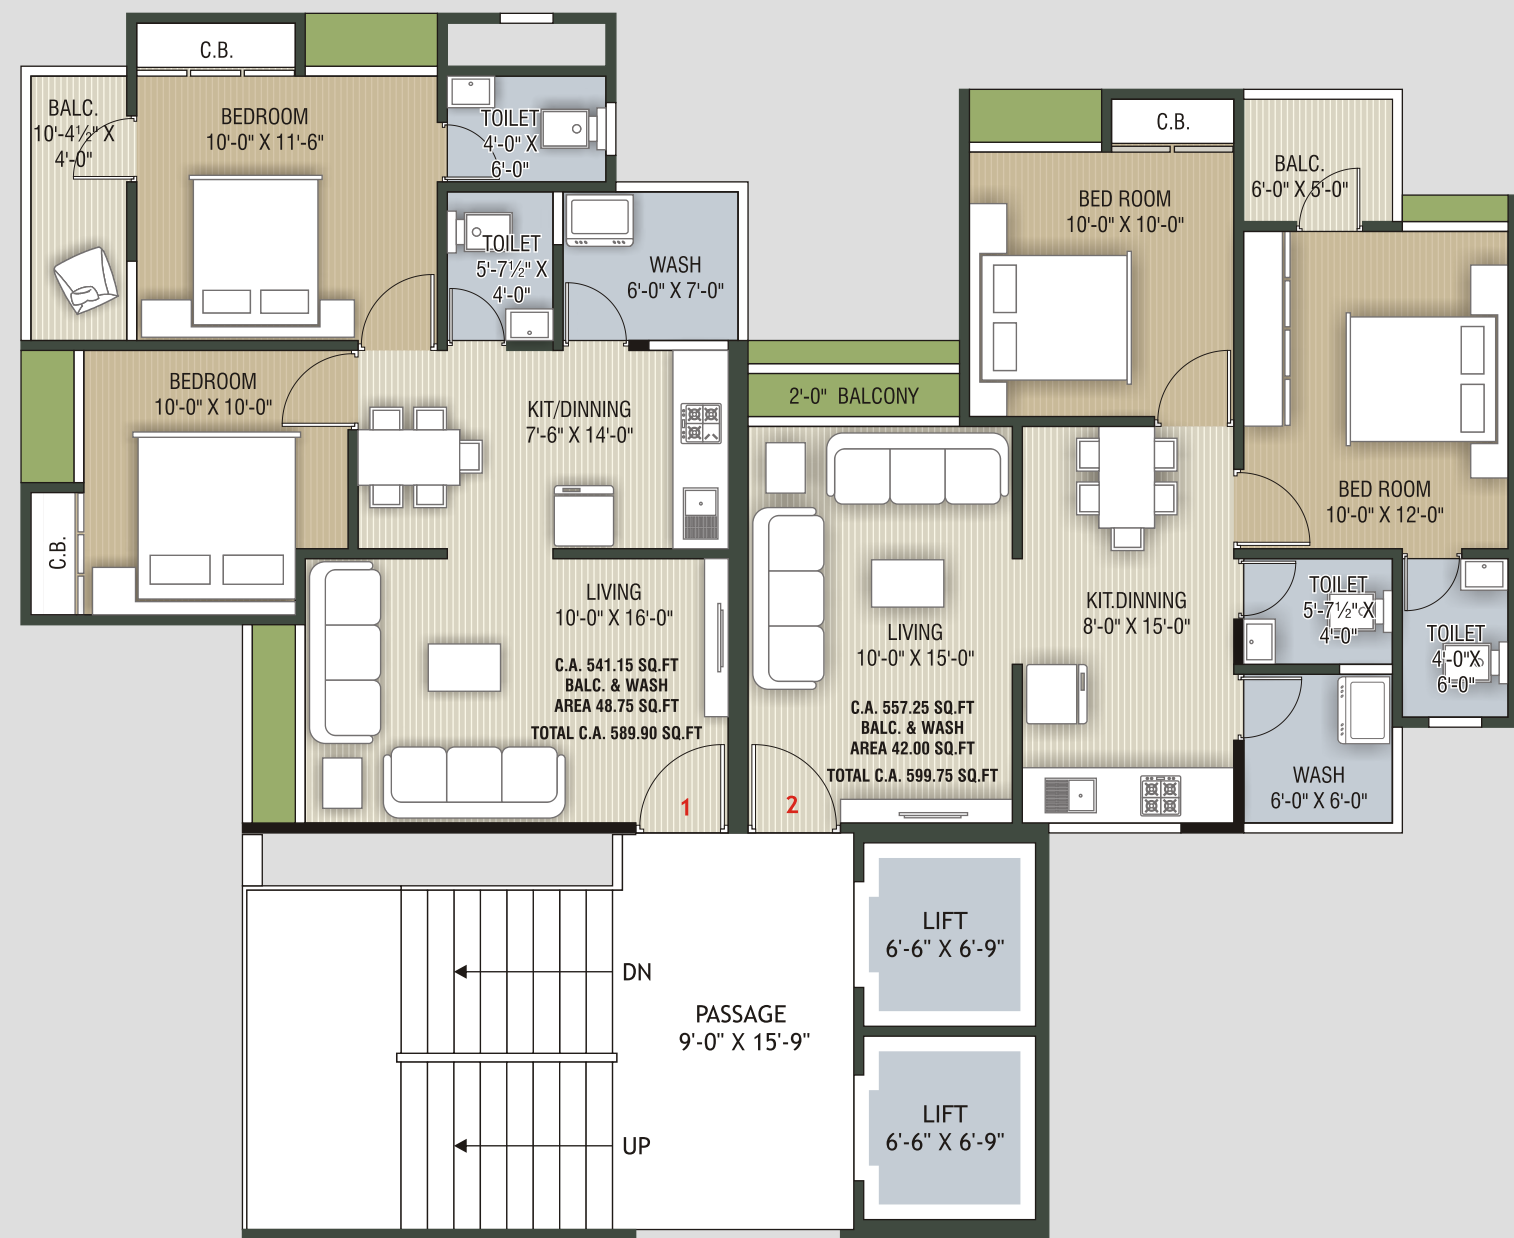 C.B.
BALC.
10'-4½" X
4'-0"
BEDROOM
10'-0" X 11'-6"
TOILET
4'-0" X
6'-0"
TOILET
5'-7½" X
4'-0"
WASH
6'-0" X 7'-0"
BEDROOM
10'-0" X 10'-0"
KIT/DINNING
7'-6" X 14'-0"
C.B.
LIVING
10'-0" X 16'-0"
C.A. 541.15 SQ.FT
BALC. & WASH
AREA 48.75 SQ.FT
TOTAL C.A. 589.90 SQ.FT
1
C.B.
BALC.
6'-0" X 5'-0"
BED ROOM
10'-0" X 10'-0"
2'-0" BALCONY
BED ROOM
10'-0" X 12'-0"
KIT.DINNING
8'-0" X 15'-0"
TOILET
5'-7½" X
4'-0"
TOILET
4'-0"X
6'-0"
LIVING
10'-0" X 15'-0"
C.A. 557.25 SQ.FT
BALC. & WASH
AREA 42.00 SQ.FT
TOTAL C.A. 599.75 SQ.FT
2
WASH
6'-0" X 6'-0"
LIFT
6'-6" X 6'-9"
DN
PASSAGE
9'-0" X 15'-9"
LIFT
6'-6" X 6'-9"
UP